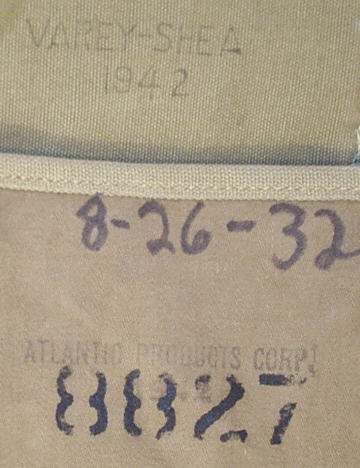 VAREY-SHEA
1942
8-26-32
ATLANTIC PRODUCTS CORP.
8827